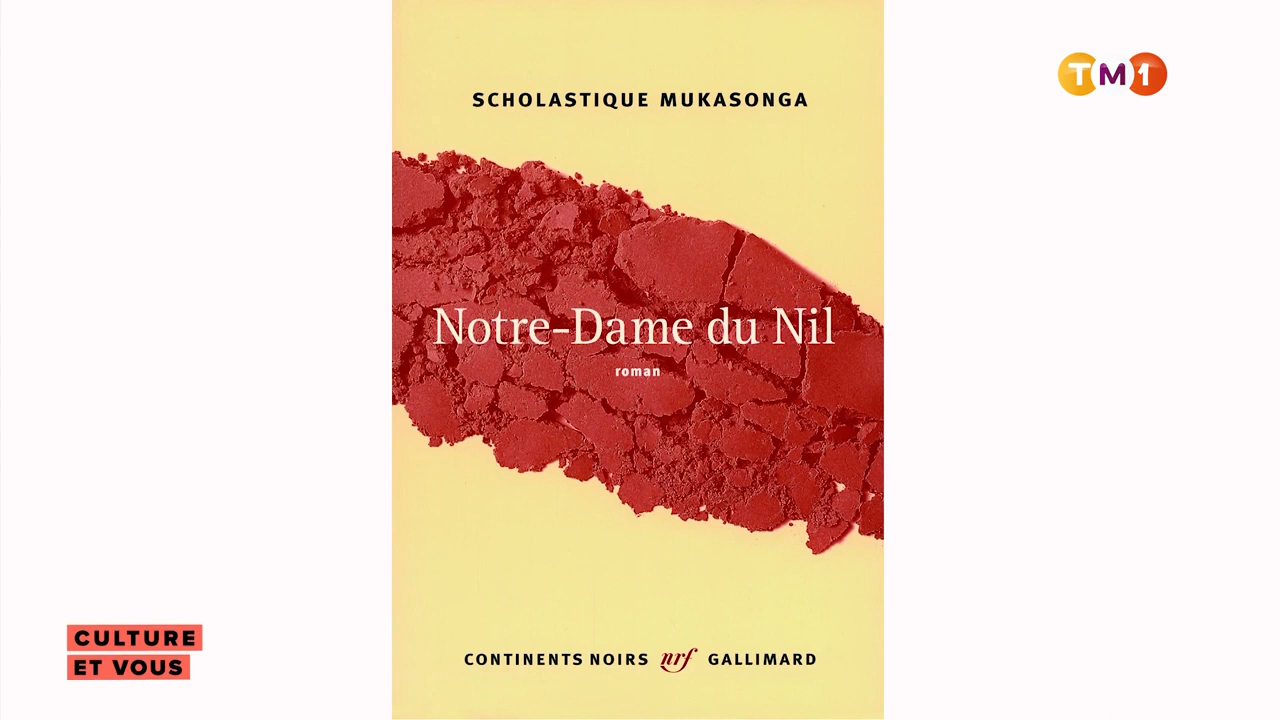 TM1
SCHOLASTIQUE MUKASONGA
Notre-Dame du Nil
roman
CONTINENTS NOIRS nrf GALLIMARD
CULTURE
ET VOUS